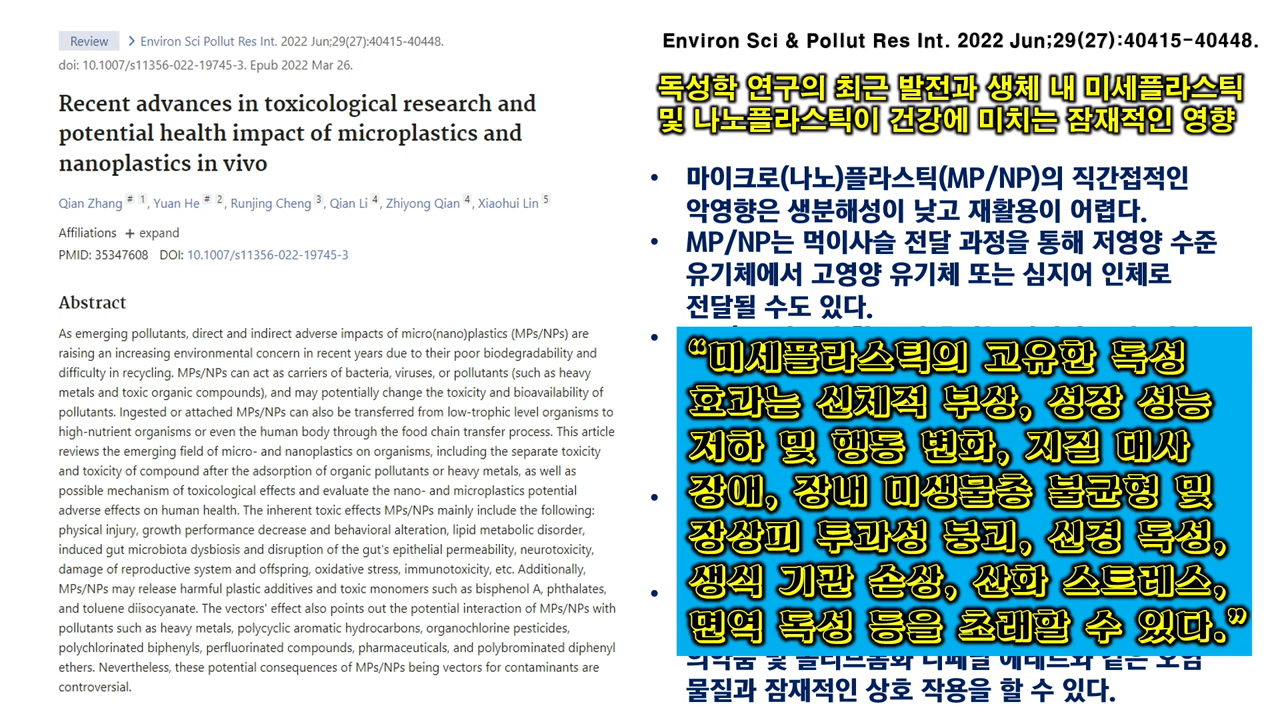 Review > Environ Sci Pollut Res Int. 2022 Jun;29(27):40415-40448.
doi: 10.1007/s11356-022-19745-3. Epub 2022 Mar 26.
Recent advances in toxicological research and
potential health impact of microplastics and
nanoplastics in vivo
Qian Zhang # 1, Yuan He # 2, Runjing Cheng 3, Qian Li 4, Zhiyong Qian 4, Xiaohui Lin 5
Affiliations + expand
PMID: 35347608 DOI: 10.1007/s11356-022-19745-3
Abstract
As emerging pollutants, direct and indirect adverse impacts of micro(nano)plastics (MPs/NPs) are
raising an increasing environmental concern in recent years due to their poor biodegradability and
difficulty in recycling. MPs/NPs can act as carriers of bacteria, viruses, or pollutants (such as heavy
metals and toxic organic compounds), and may potentially change the toxicity and bioavailability of
pollutants. Ingested or attached MPs/NPs can also be transferred from low-trophic level organisms to
high-nutrient organisms or even the human body through the food chain transfer process. This article
reviews the emerging field of micro- and nanoplastics on organisms, including the separate toxicity
and toxicity of compound after the adsorption of organic pollutants or heavy metals, as well as
possible mechanism of toxicological effects and evaluate the nano- and microplastics potential
adverse effects on human health. The inherent toxic effects MPs/NPs mainly include the following:
physical injury, growth performance decrease and behavioral alteration, lipid metabolic disorder,
induced gut microbiota dysbiosis and disruption of the gut's epithelial permeability, neurotoxicity,
damage of reproductive system and offspring, oxidative stress, immunotoxicity, etc. Additionally,
MPs/NPs may release harmful plastic additives and toxic monomers such as bisphenol A, phthalates,
and toluene diisocyanate. The vectors' effect also points out the potential interaction of MPs/NPs with
pollutants such as heavy metals, polycyclic aromatic hydrocarbons, organochlorine pesticides,
polychlorinated biphenyls, perfluorinated compounds, pharmaceuticals, and polybrominated diphenyl
ethers. Nevertheless, these potential consequences of MPs/NPs being vectors for contaminants are
controversial.
Environ Sci & Pollut Res Int. 2022 Jun;29(27):40415-40448.
독성학 연구의 최근 발전과 생체 내 미세플라스틱
및 나노플라스틱이 건강에 미치는 잠재적인 영향
• 마이크로(나노)플라스틱(MP/NP)의 직간접적인
악영향은 생분해성이 낮고 재활용이 어렵다.
• MP/NP는 먹이사슬 전달 과정을 통해 저영양 수준
유기체에서 고영양 유기체 또는 심지어 인체로
전달될 수도 있다.
“미세플라스틱의 고유한 독성
효과는 신체적 부상, 성장 성능
저하 및 행동 변화, 지질 대사
장애, 장내 미생물총 불균형 및
장상피 투과성 붕괴, 신경 독성,
생식 기관 손상, 산화 스트레스,
면역 독성 등을 초래할 수 있다.”
물질과 잠재적인 상호 작용을 할 수 있다.